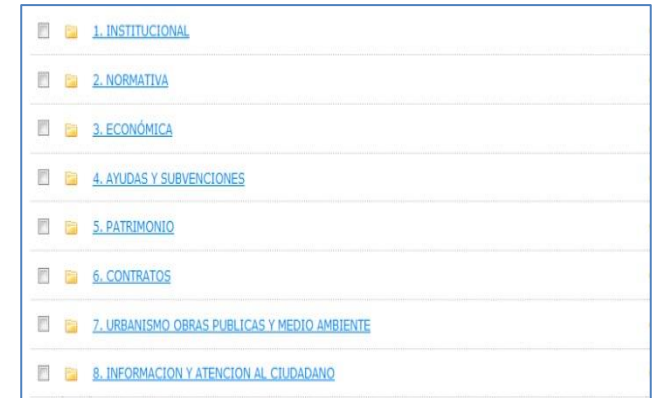 1. INSTITUCIONAL
2. NORMATIVA
3. ECONÓMICA
4. AYUDAS Y SUBVENCIONES
5. PATRIMONIO
6. CONTRATOS
7. URBANISMO OBRAS PUBLICAS Y MEDIO AMBIENTE
8. INFORMACION Y ATENCION AL CIUDADANO